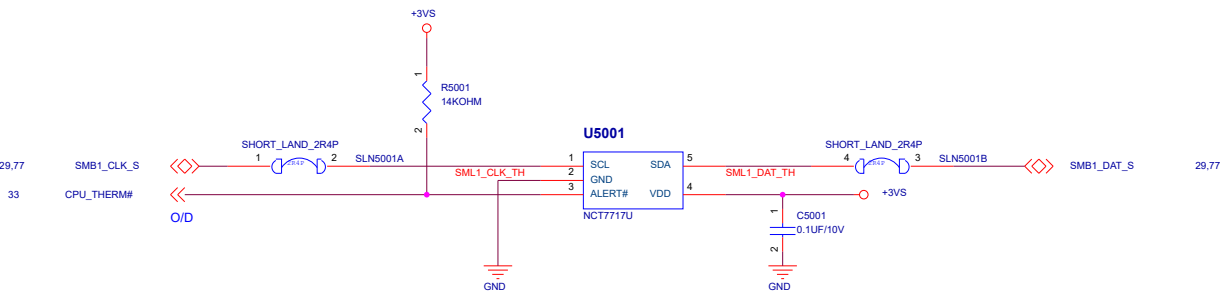 +3VS
1
R5001
14KOHM
2
U5001
SHORT_LAND_2R4P
SHORT_LAND_2R4P
29,77 SMB1_CLK_S 1 2R4P 2 SLN5001A 1 SCL SDA 5 4 2R4P 3 SLN5001B SMB1_DAT_S 29,77
SML1_CLK_TH 2 GND SML1_DAT_TH
33 CPU_THERM# 3 ALERT# VDD 4 +3VS
O/D
NCT7717U
1 C5001
0.1UF/10V
2
GND
GND